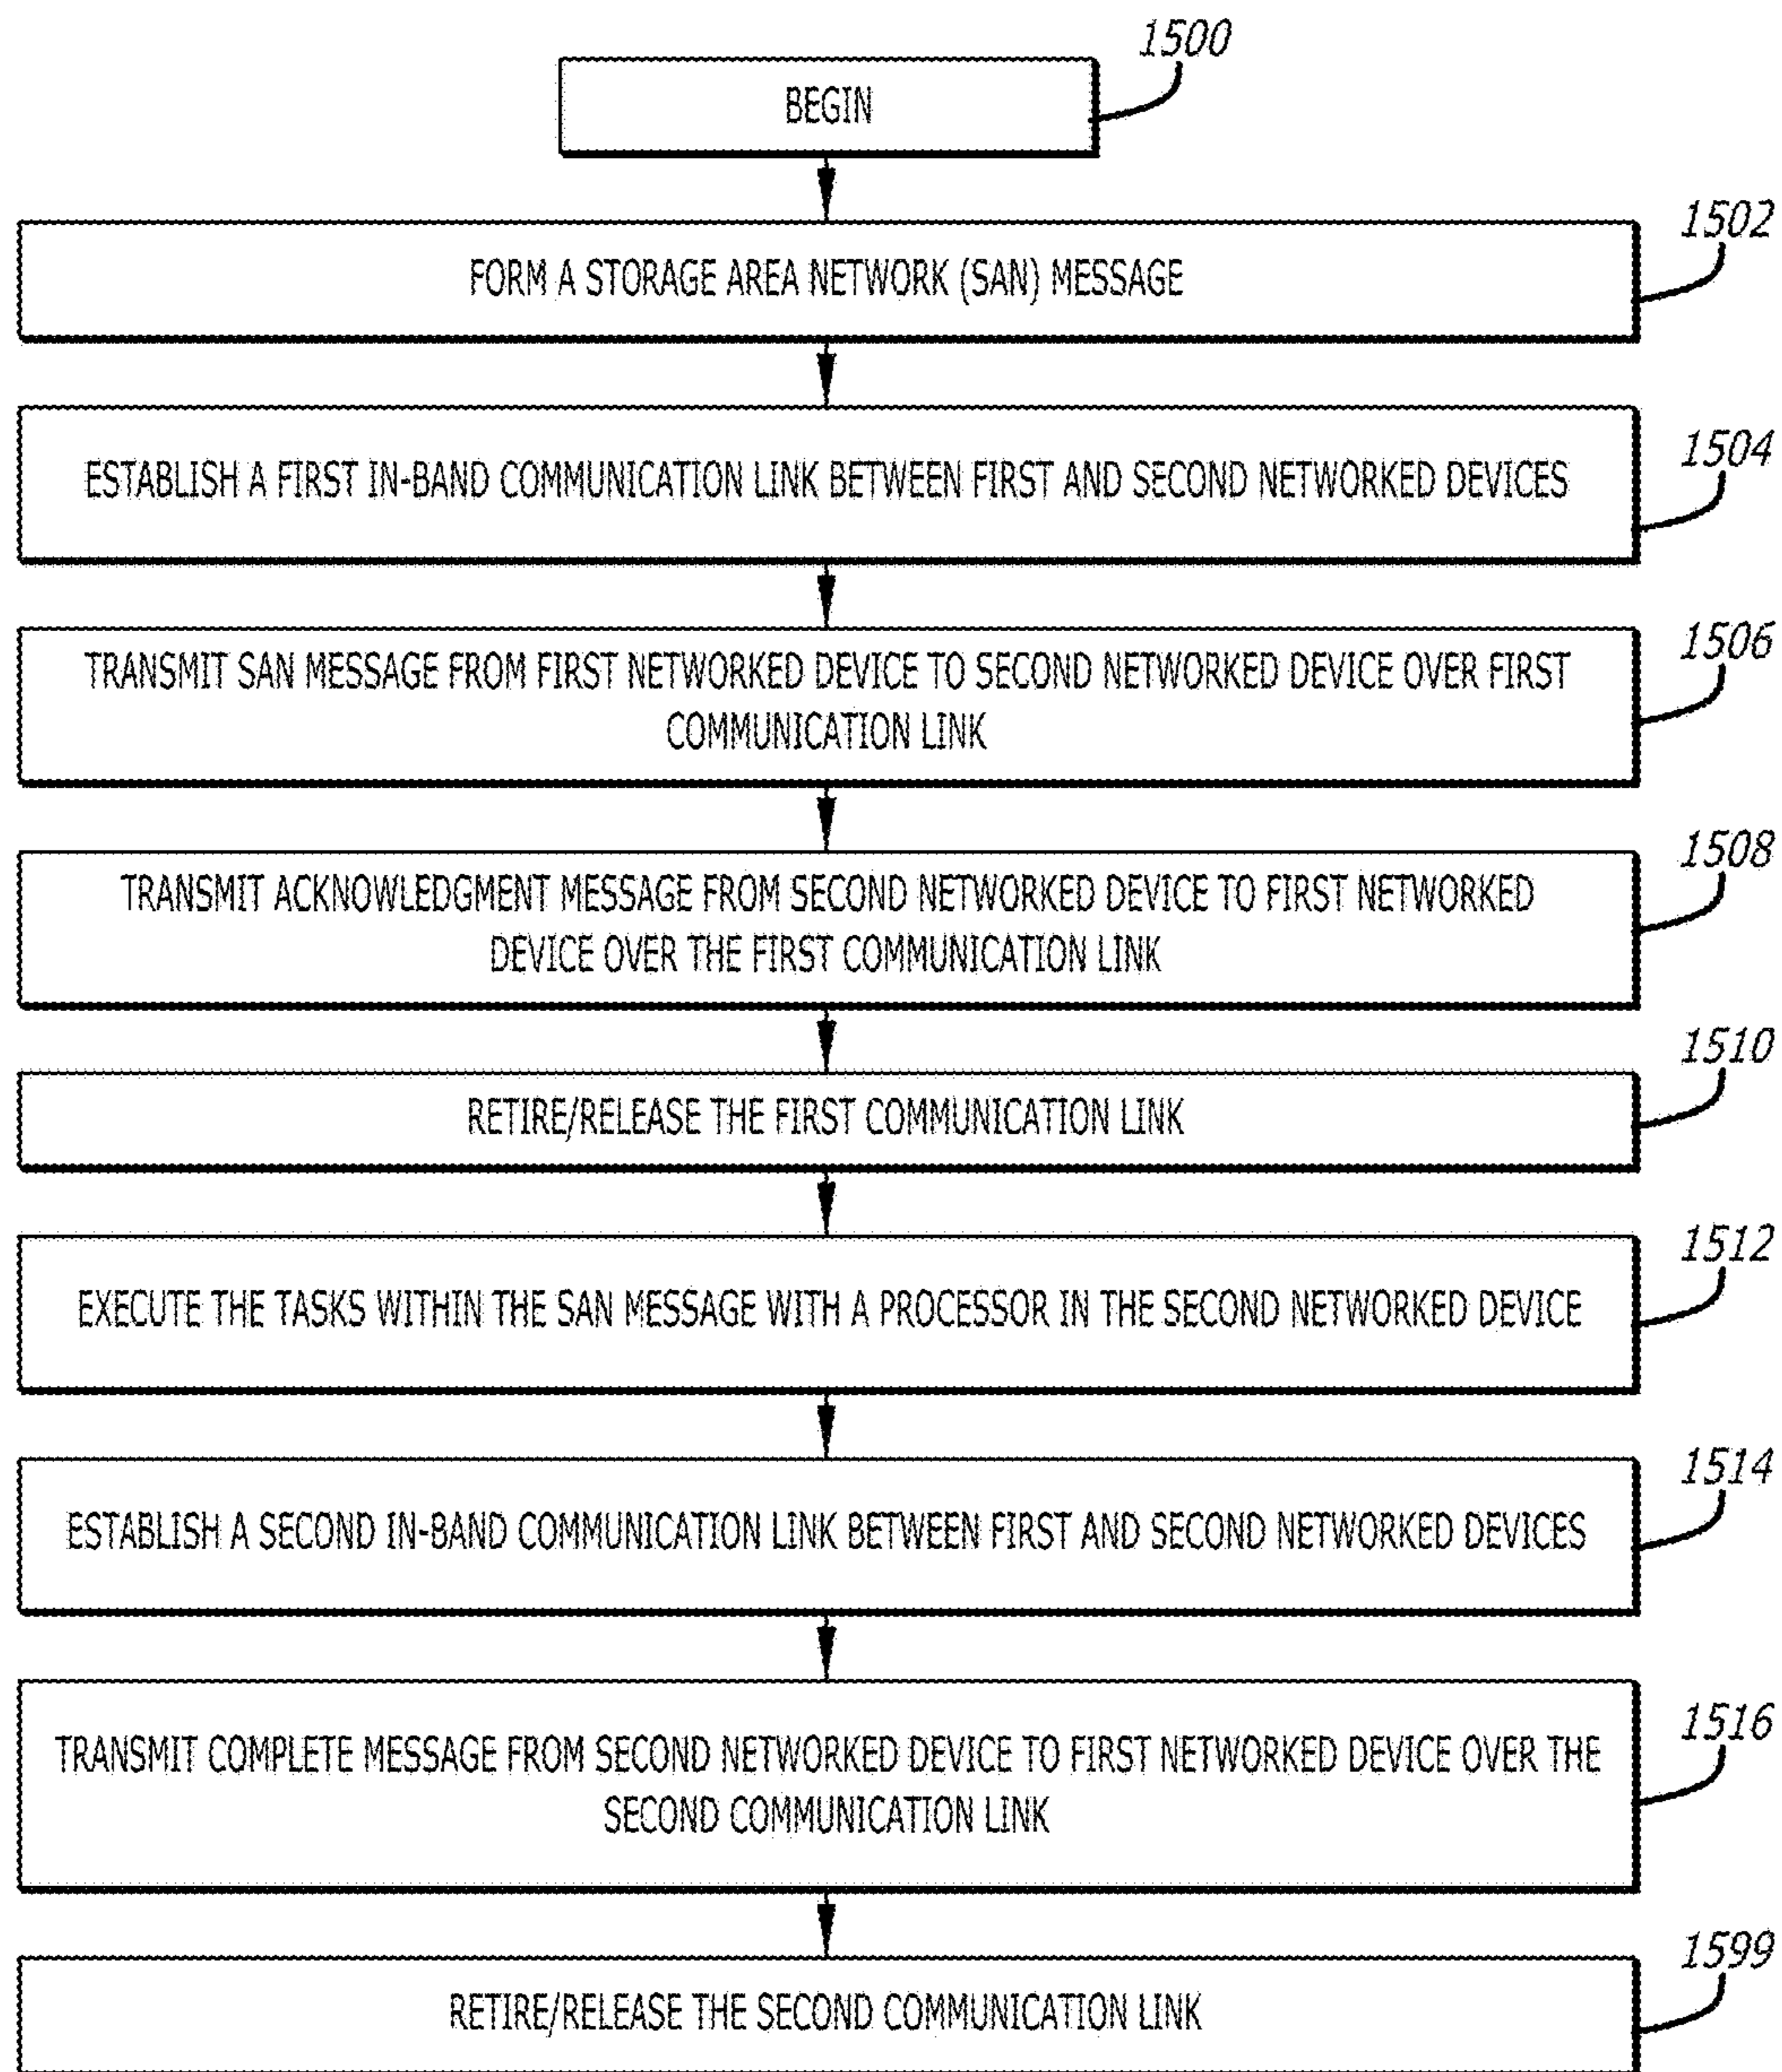 1500
BEGIN
1502
FORM A STORAGE AREA NETWORK (SAN) MESSAGE
1504
ESTABLISH A FIRST IN-BAND COMMUNICATION LINK BETWEEN FIRST AND SECOND NETWORKED DEVICES
1506
TRANSMIT SAN MESSAGE FROM FIRST NETWORKED DEVICE TO SECOND NETWORKED DEVICE OVER FIRST
COMMUNICATION LINK
1508
TRANSMIT ACKNOWLEDGMENT MESSAGE FROM SECOND NETWORKED DEVICE TO FIRST NETWORKED
DEVICE OVER THE FIRST COMMUNICATION LINK
1510
RETIRE/RELEASE THE FIRST COMMUNICATION LINK
1512
EXECUTE THE TASKS WITHIN THE SAN MESSAGE WITH A PROCESSOR IN THE SECOND NETWORKED DEVICE
1514
ESTABLISH A SECOND IN-BAND COMMUNICATION LINK BETWEEN FIRST AND SECOND NETWORKED DEVICES
1516
TRANSMIT COMPLETE MESSAGE FROM SECOND NETWORKED DEVICE TO FIRST NETWORKED DEVICE OVER THE
SECOND COMMUNICATION LINK
1599
RETIRE/RELEASE THE SECOND COMMUNICATION LINK